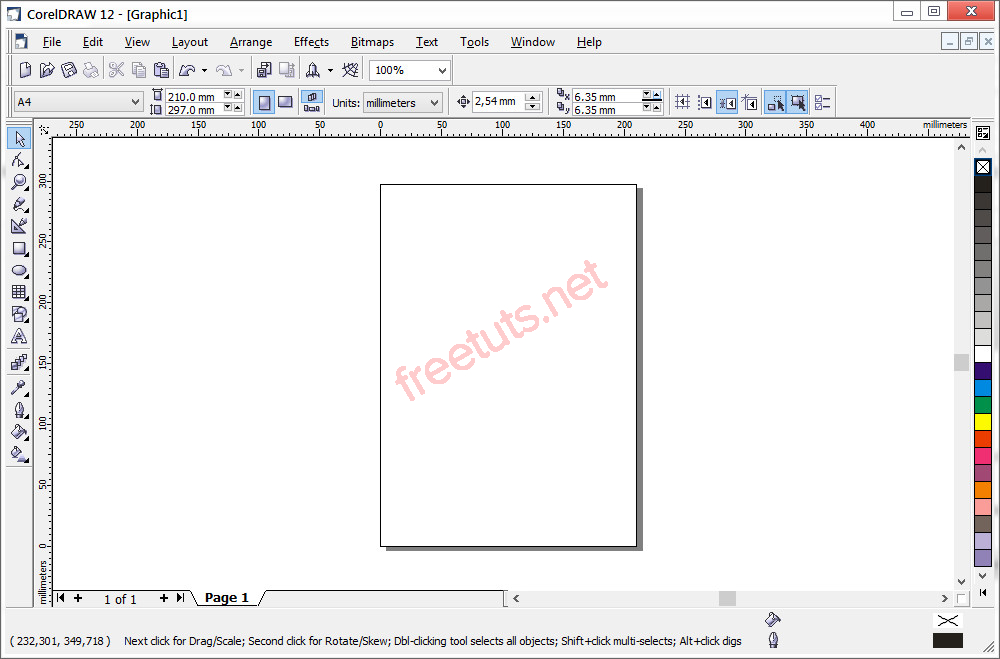 CorelDRAW 12 - [Graphic1]
File Edit View Layout Arrange Effects Bitmaps Text Tools Window Help
100%
A4 210.0 mm 297.0 mm Units: millimeters 2,54 mm 6.35 mm 6.35 mm
250 200 150 100 50 0 50 100 150 200 250 300 350 400 millimeters
300
250
200
150
100
50
0
millimeters
freetuts.net
1 of 1 Page 1
( 232,301, 349,718 ) Next click for Drag/Scale; Second click for Rotate/Skew; Dbl-clicking tool selects all objects; Shift+click multi-selects; Alt+click digs